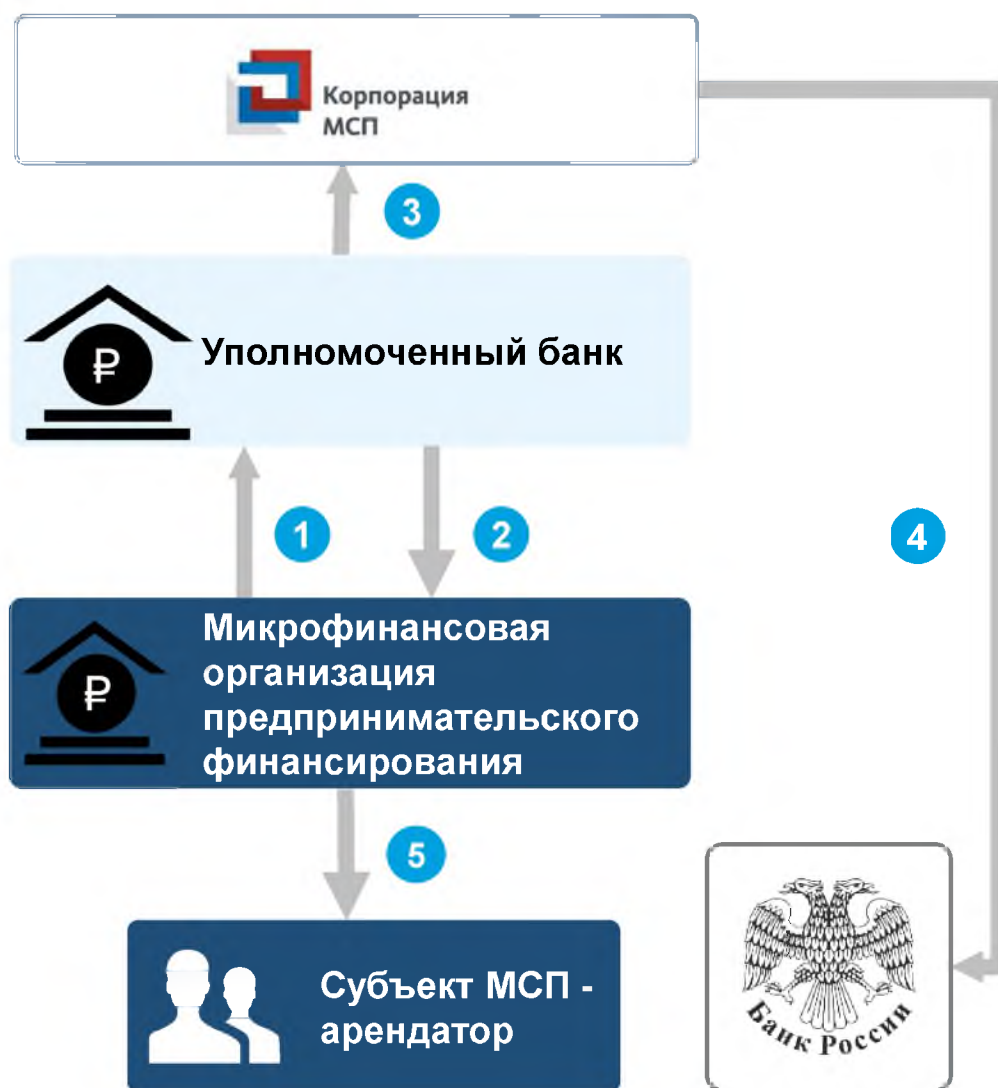 Корпорация
МСП
3
₽
Уполномоченный банк
1
2
4
₽
Микрофинансовая
организация
предпринимательского
финансирования
5
Субъект МСП -
арендатор
Банк России